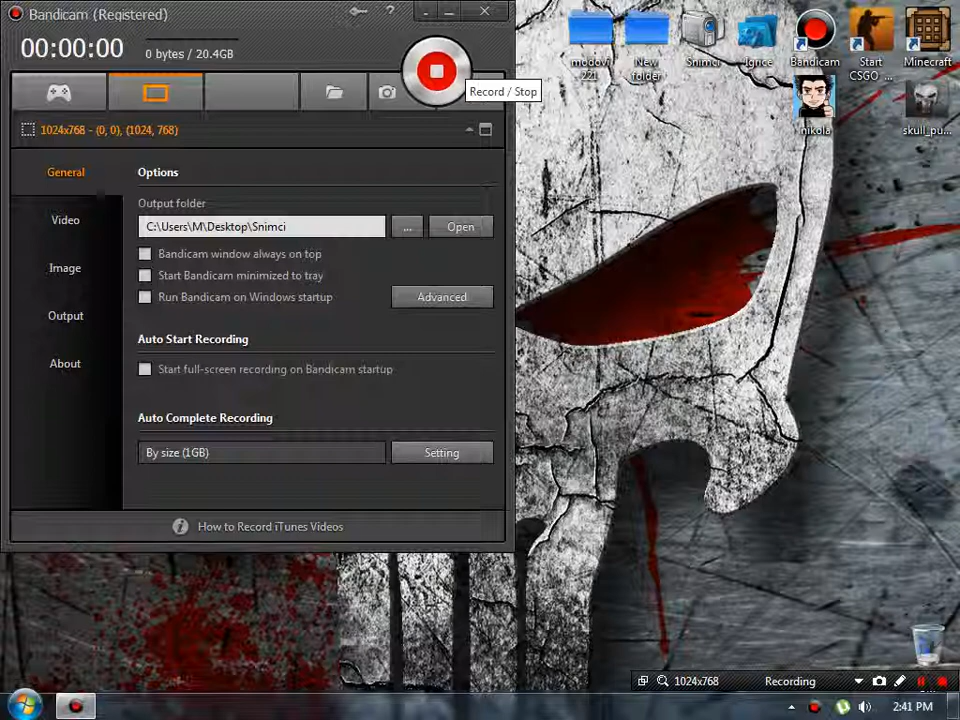 Bandicam (Registered)
?
00:00:00
0 bytes / 20.4GB
Record / Stop
1024x768 - (0, 0), (1024, 768)
General
Video
Image
Output
About
Options
Output folder
C:\Users\M\Desktop\Snimci
...
Open
Bandicam window always on top
Start Bandicam minimized to tray
Run Bandicam on Windows startup
Advanced
Auto Start Recording
Start full-screen recording on Bandicam startup
Auto Complete Recording
By size (1GB)
Setting
How to Record iTunes Videos
modovi
221
New
folder
Snimci
Igrice
Bandicam
Start
CSGO ...
Minecraft
nikola
skull_pu...
1024x768
Recording
2:41 PM